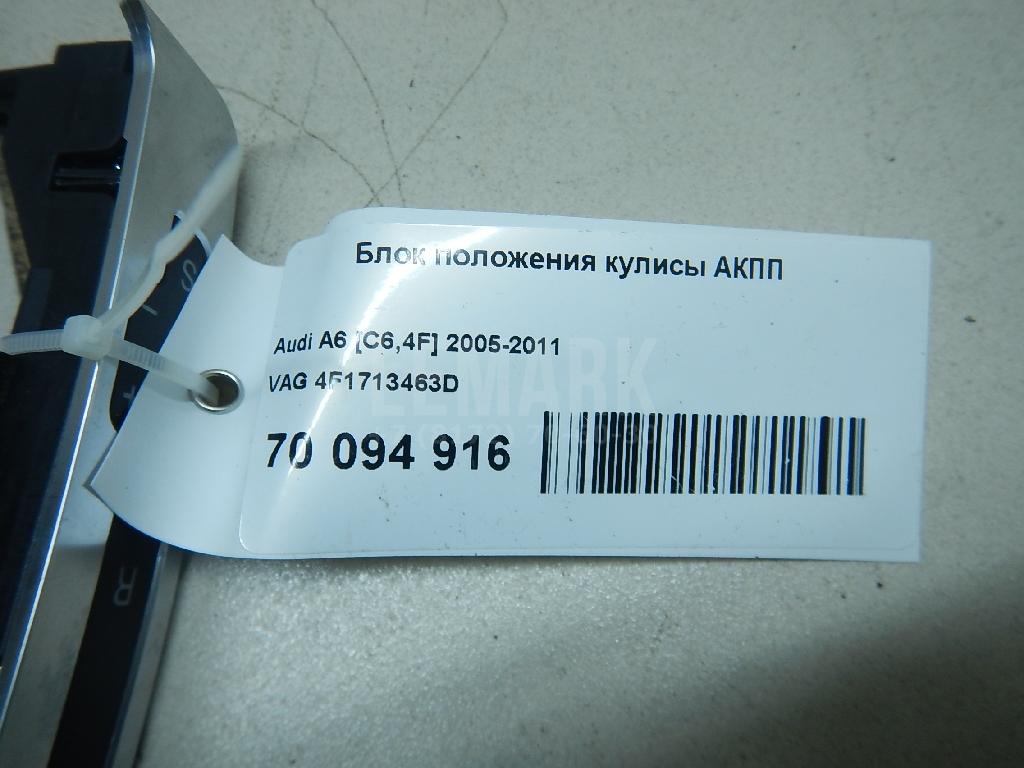 Блок положения кулисы АКПП
Audi A6 [C6,4F] 2005-2011
VAG 4F1713463D
70 094 916
S
+
R